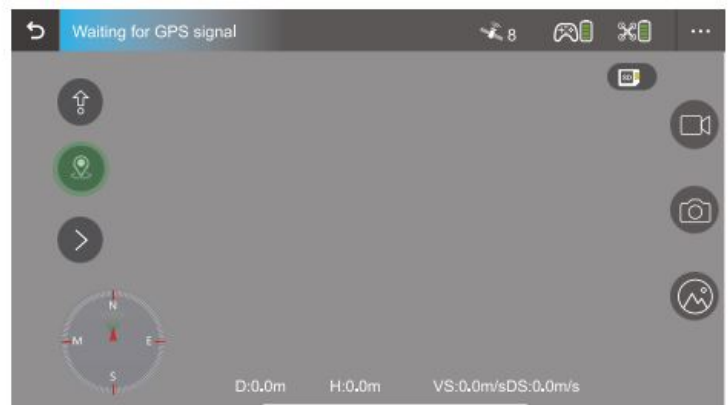 Waiting for GPS signal
8
...
SD
N
M E
S
D:0.0m H:0.0m VS:0.0m/sDS:0.0m/s